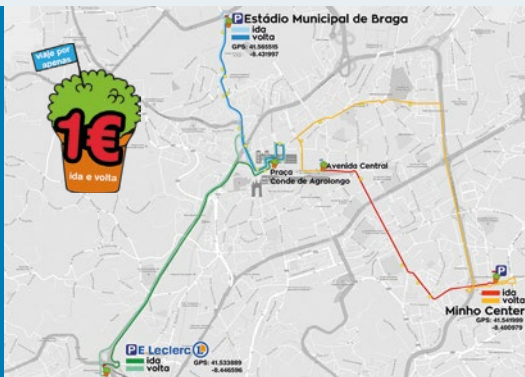 viaje por
apenas
1€
ida e volta
P Estádio Municipal de Braga
ida
volta
GPS: 41.565515
-8.431997
Praça
Conde de Agrolongo
Avenida Central
P
ida
volta
Minho Center
GPS: 41.541999
-8.400979
P E Leclerc L
ida
volta
GPS: 41.533889
-8.446596